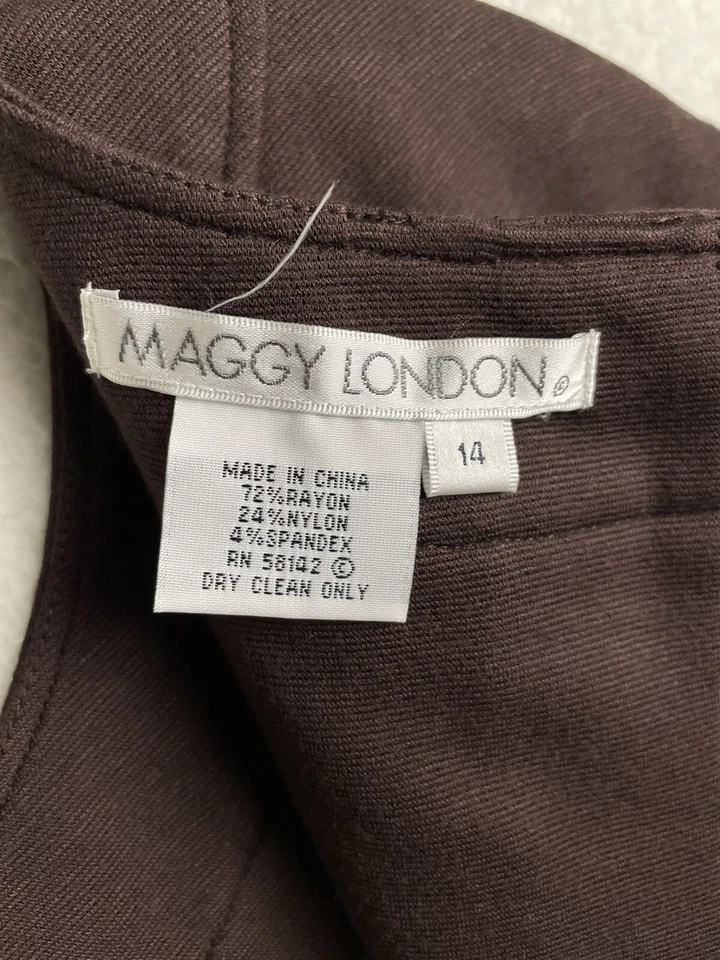 MAGGY LONDON ©
14
MADE IN CHINA
72%RAYON
24%NYLON
4%SPANDEX
RN 58142 ©
DRY CLEAN ONLY